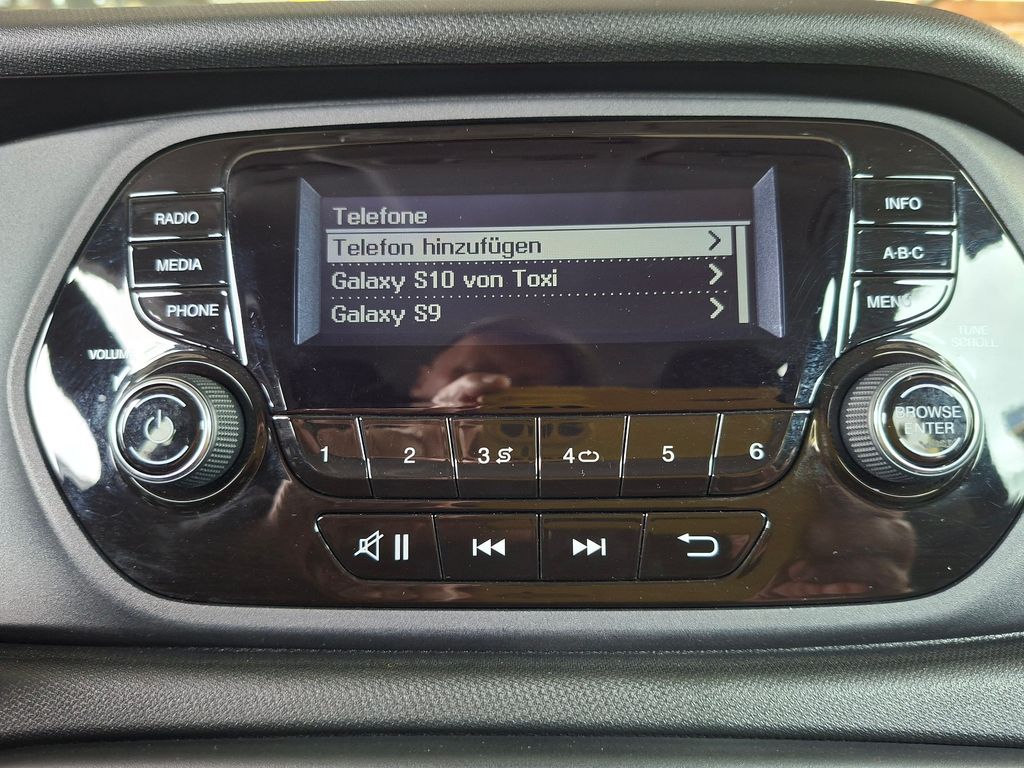 Telefone
Telefon hinzufügen
Galaxy S10 von Toxi
Galaxy S9
RADIO
MEDIA
PHONE
VOLUM
INFO
A·B·C
MENU
TUNE
SCROLL
BROWSE
ENTER
1
2
3
4
5
6